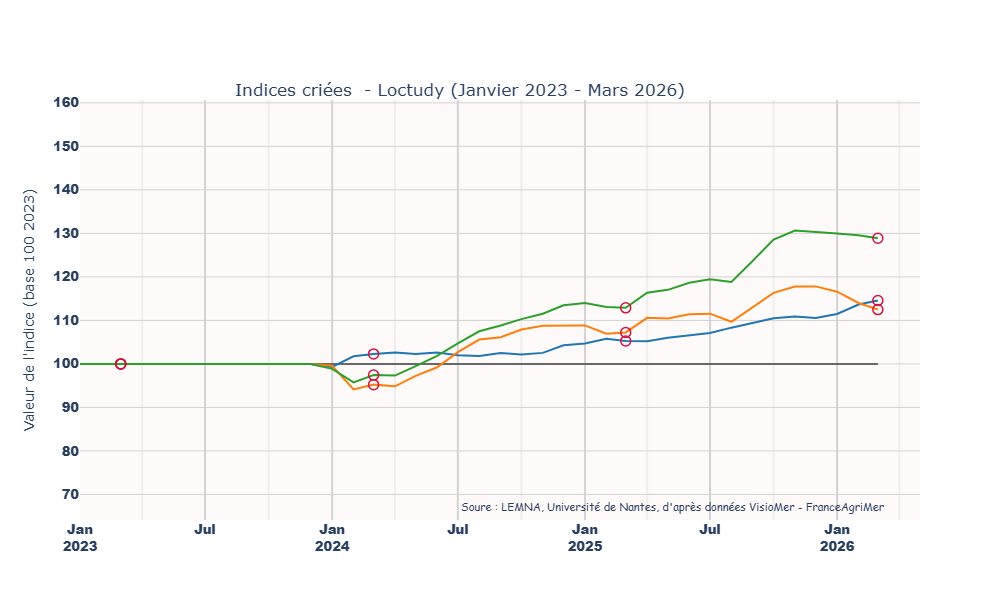 Indices criées  - Loctudy (Janvier 2023 - Mars 2026)
Valeur de l'indice (base 100 2023)
160
150
140
130
120
110
100
90
80
70
Soure : LEMNA, Université de Nantes, d'après données VisioMer - FranceAgriMer
Jan Jul Jan Jul Jan Jul Jan
2023 2024 2025 2026